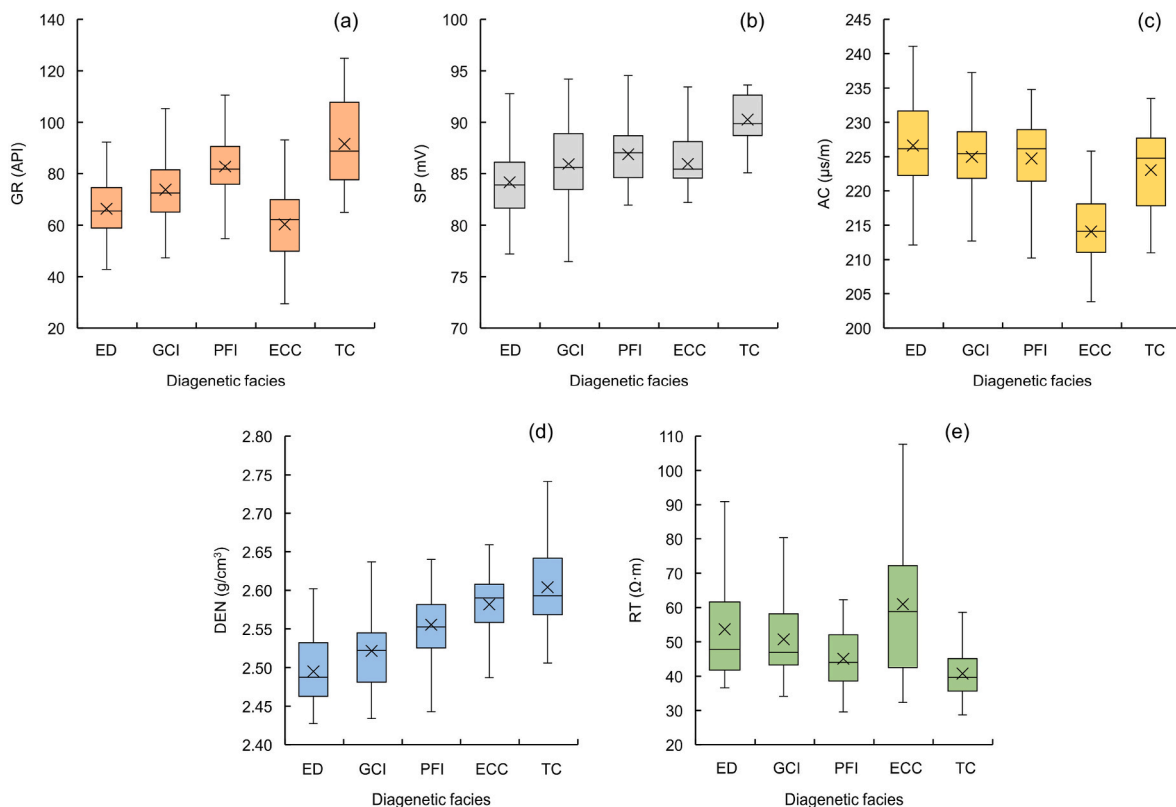 (a)
GR (API)
140
120
100
80
60
40
20
ED GCI PFI ECC TC
Diagenetic facies
(b)
SP (mV)
100
95
90
85
80
75
70
ED GCI PFI ECC TC
Diagenetic facies
(c)
AC (μs/m)
245
240
235
230
225
220
215
210
205
200
ED GCI PFI ECC TC
Diagenetic facies
(d)
DEN (g/cm³)
2.80
2.75
2.70
2.65
2.60
2.55
2.50
2.45
2.40
ED GCI PFI ECC TC
Diagenetic facies
(e)
RT (Ω·m)
110
100
90
80
70
60
50
40
30
20
ED GCI PFI ECC TC
Diagenetic facies